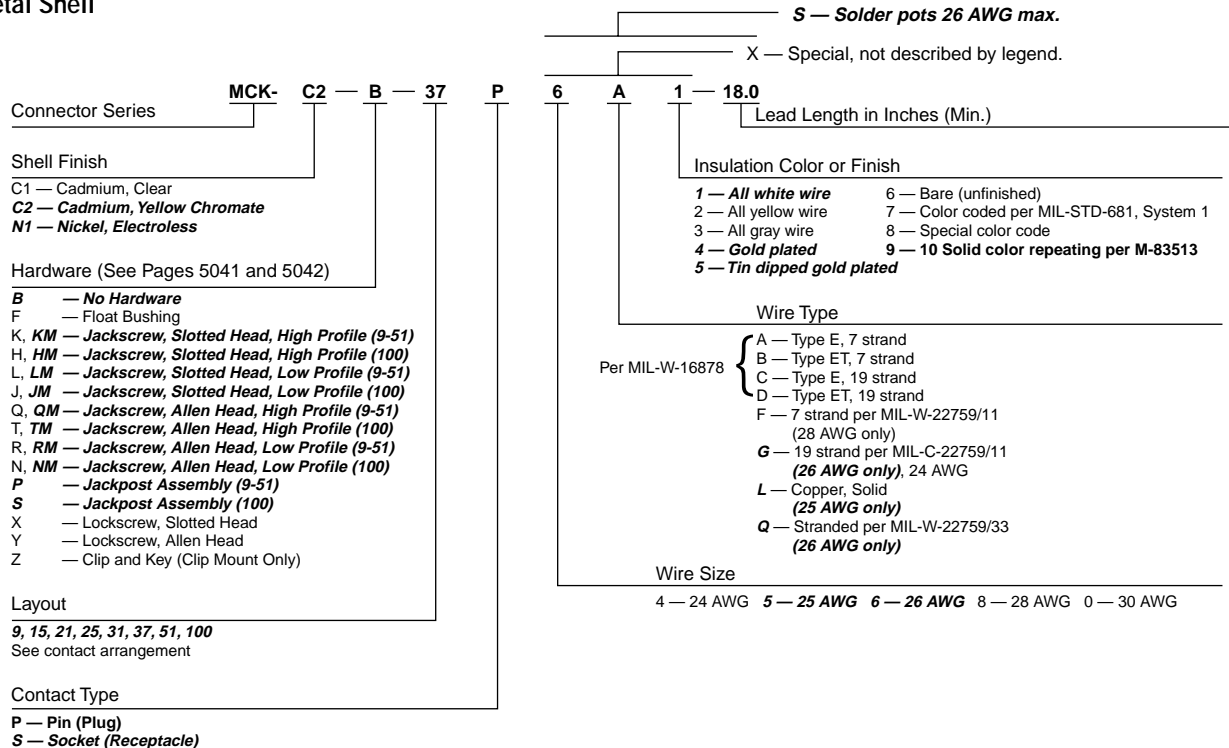 etal Shell
S — Solder pots 26 AWG max.
X — Special, not described by legend.
MCK- C2 — B — 37 P 6 A 1 — 18.0
Connector Series
Lead Length in Inches (Min.)
Shell Finish
C1 — Cadmium, Clear
C2 — Cadmium, Yellow Chromate
N1 — Nickel, Electroless
Insulation Color or Finish
1 — All white wire
2 — All yellow wire
3 — All gray wire
4 — Gold plated
5 — Tin dipped gold plated
6 — Bare (unfinished)
7 — Color coded per MIL-STD-681, System 1
8 — Special color code
9 — 10 Solid color repeating per M-83513
Hardware (See Pages 5041 and 5042)
B — No Hardware
F — Float Bushing
K, KM — Jackscrew, Slotted Head, High Profile (9-51)
H, HM — Jackscrew, Slotted Head, High Profile (100)
L, LM — Jackscrew, Slotted Head, Low Profile (9-51)
J, JM — Jackscrew, Slotted Head, Low Profile (100)
Q, QM — Jackscrew, Allen Head, High Profile (9-51)
T, TM — Jackscrew, Allen Head, High Profile (100)
R, RM — Jackscrew, Allen Head, Low Profile (9-51)
N, NM — Jackscrew, Allen Head, Low Profile (100)
P — Jackpost Assembly (9-51)
S — Jackpost Assembly (100)
X — Lockscrew, Slotted Head
Y — Lockscrew, Allen Head
Z — Clip and Key (Clip Mount Only)
Wire Type
Per MIL-W-16878
A — Type E, 7 strand
B — Type ET, 7 strand
C — Type E, 19 strand
D — Type ET, 19 strand
F — 7 strand per MIL-W-22759/11
(28 AWG only)
G — 19 strand per MIL-C-22759/11
(26 AWG only), 24 AWG
L — Copper, Solid
(25 AWG only)
Q — Stranded per MIL-W-22759/33
(26 AWG only)
Wire Size
4 — 24 AWG 5 — 25 AWG 6 — 26 AWG 8 — 28 AWG 0 — 30 AWG
Layout
9, 15, 21, 25, 31, 37, 51, 100
See contact arrangement
Contact Type
P — Pin (Plug)
S — Socket (Receptacle)